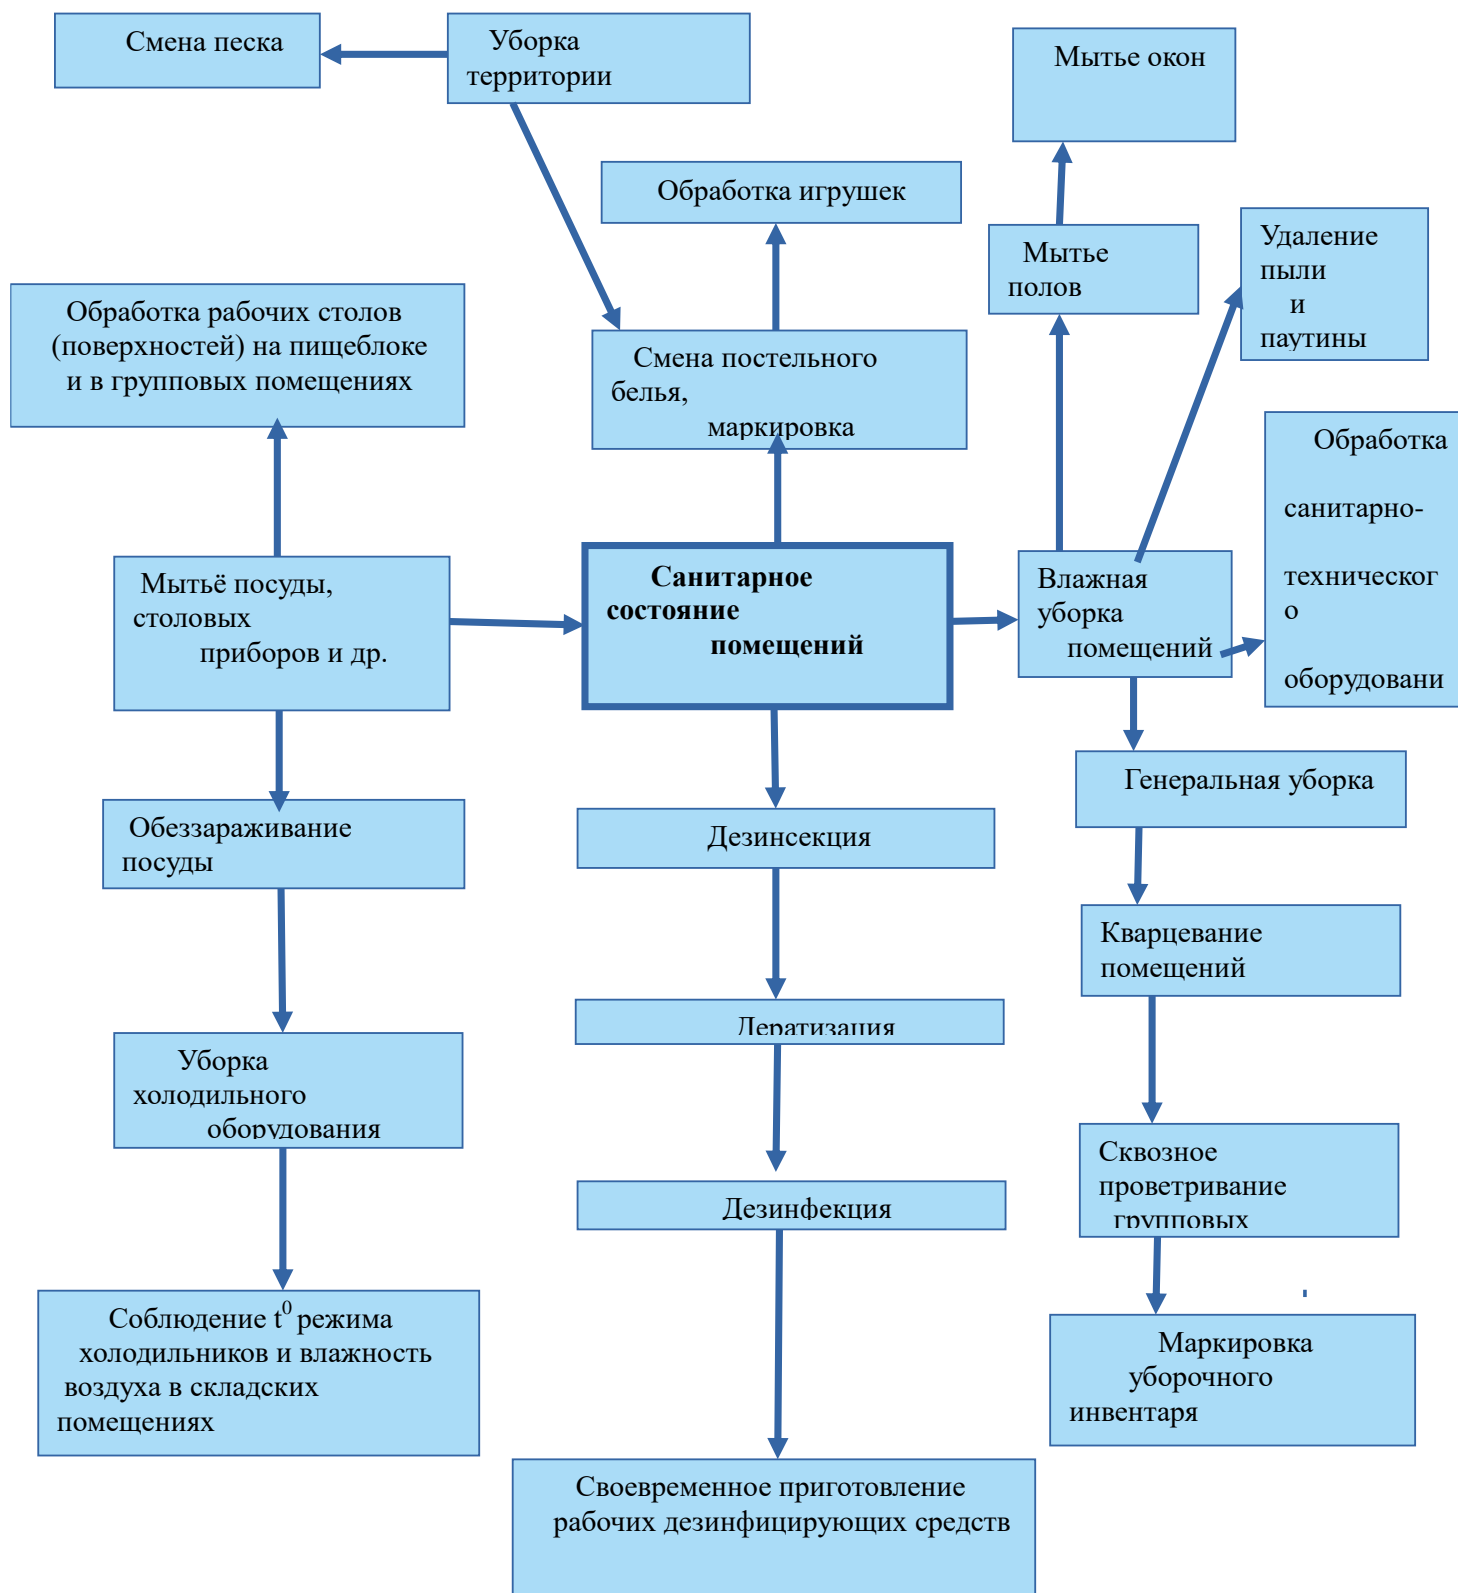 Смена песка
Уборка
территории
Мытье окон
Обработка игрушек
Мытье
полов
Удаление
пыли
и
паутины
Обработка рабочих столов
(поверхностей) на пищеблоке
и в групповых помещениях
Смена постельного
белья,
маркировка
Обработка
санитарно-
техническог
о
оборудовани
Мытьё посуды,
столовых
приборов и др.
Санитарное
состояние
помещений
Влажная
уборка
помещений
Генеральная уборка
Обеззараживание
посуды
Дезинсекция
Кварцевание
помещений
Дератизация
Уборка
холодильного
оборудования
Сквозное
проветривание
групповых
Дезинфекция
Соблюдение t⁰ режима
холодильников и влажность
воздуха в складских
помещениях
Маркировка
уборочного
инвентаря
Своевременное приготовление
рабочих дезинфицирующих средств